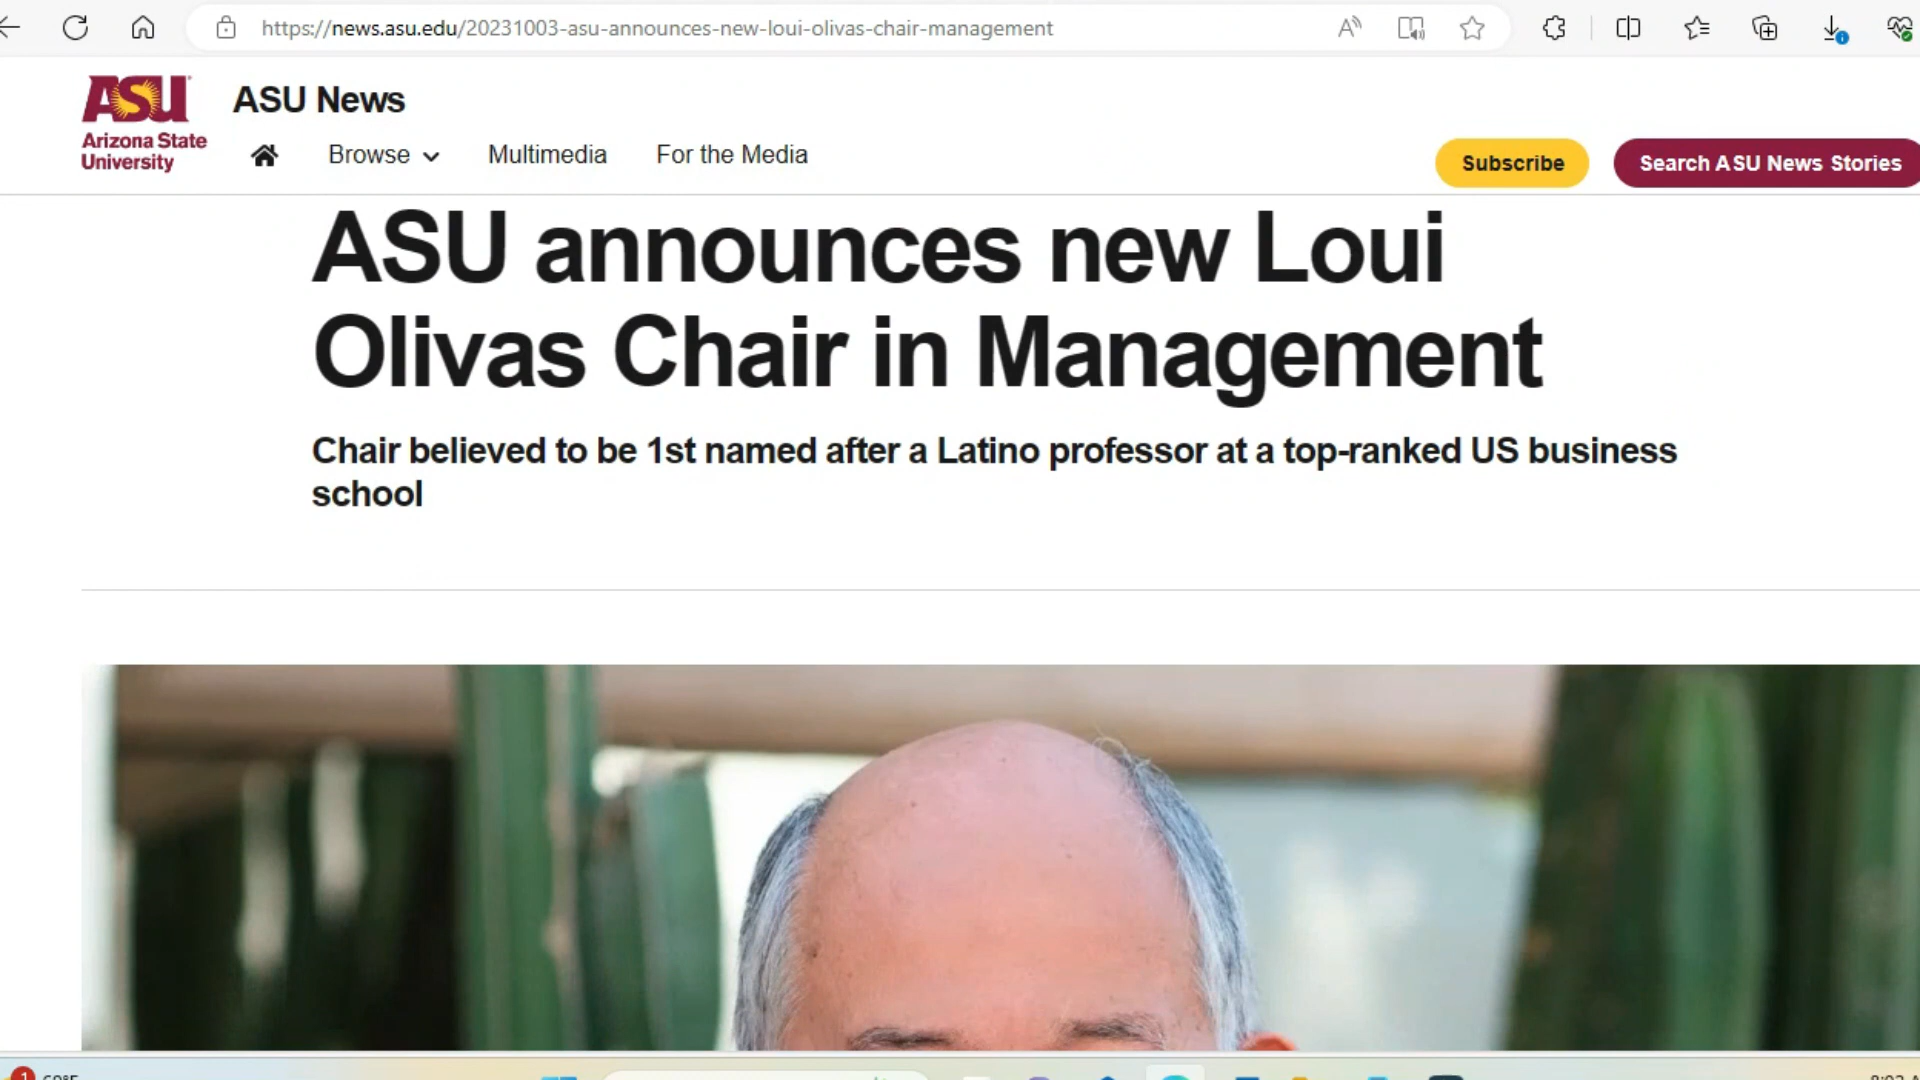 https://news.asu.edu/20231003-asu-announces-new-loui-olivas-chair-management
ASU
Arizona State
University
ASU News
Browse
Multimedia
For the Media
Subscribe
Search ASU News Stories
ASU announces new Loui
Olivas Chair in Management
Chair believed to be 1st named after a Latino professor at a top-ranked US business
school
1